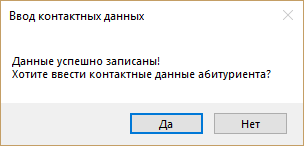 Ввод контактных данных
Данные успешно записаны!
Хотите ввести контактные данные абитуриента?
Да
Нет